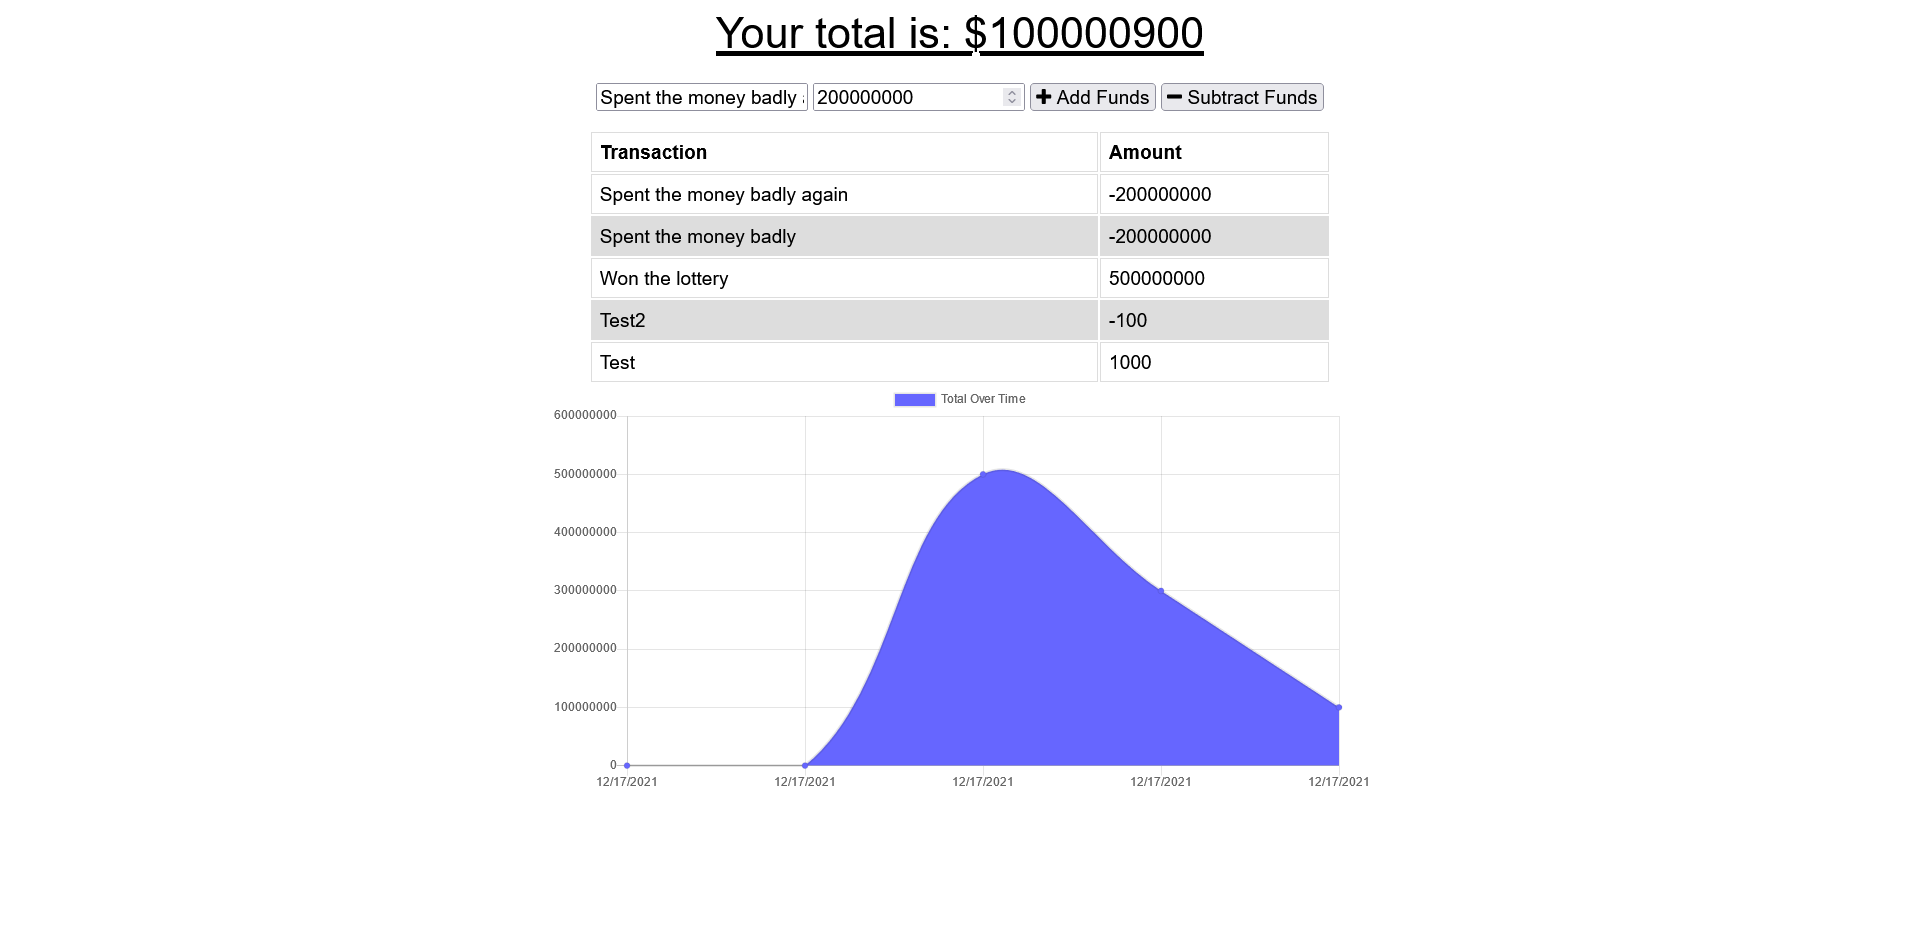 Your total is: $100000900
Spent the money badly 200000000 Add Funds Subtract Funds
Transaction Amount
Spent the money badly again -200000000
Spent the money badly -200000000
Won the lottery 500000000
Test2 -100
Test 1000
Total Over Time
600000000
500000000
400000000
300000000
200000000
100000000
0
12/17/2021 12/17/2021 12/17/2021 12/17/2021 12/17/2021